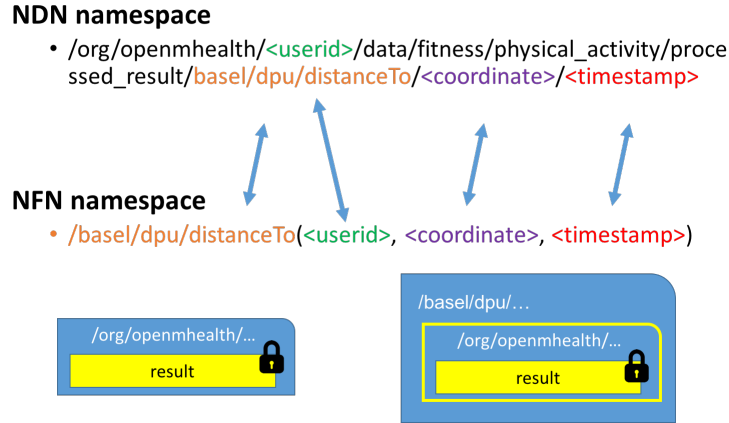 NDN namespace
• /org/openmhealth/<userid>/data/fitness/physical_activity/proce
ssed_result/basel/dpu/distanceTo/<coordinate>/<timestamp>
NFN namespace
• /basel/dpu/distanceTo(<userid>, <coordinate>, <timestamp>)
/org/openmhealth/...
result
/basel/dpu/...
/org/openmhealth/...
result